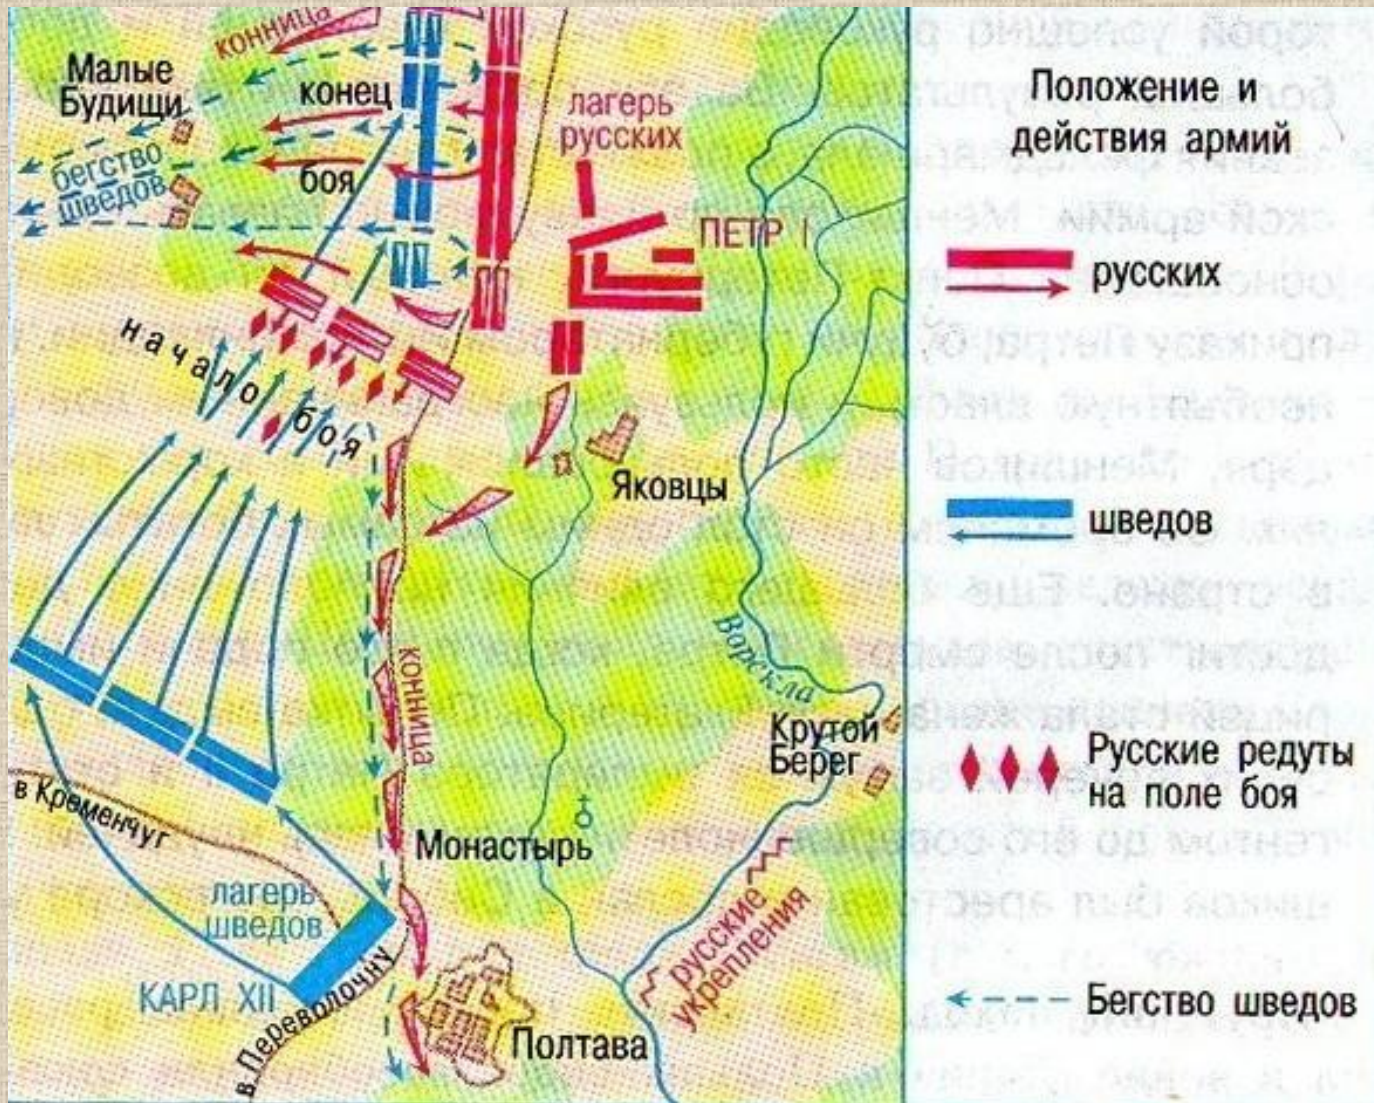 конница
Малые
Будищи
конец
лагерь
русских
бегство
шведов
боя
ПЕТР I
начало боя
Яковцы
Ворскла
конница
Крутой
Берег
в Кременчуг
Монастырь
лагерь
шведов
КАРЛ XII
в Переволочну
русские
укрепления
Полтава
Положение и
действия армий
русских
шведов
Русские редуты
на поле боя
Бегство шведов